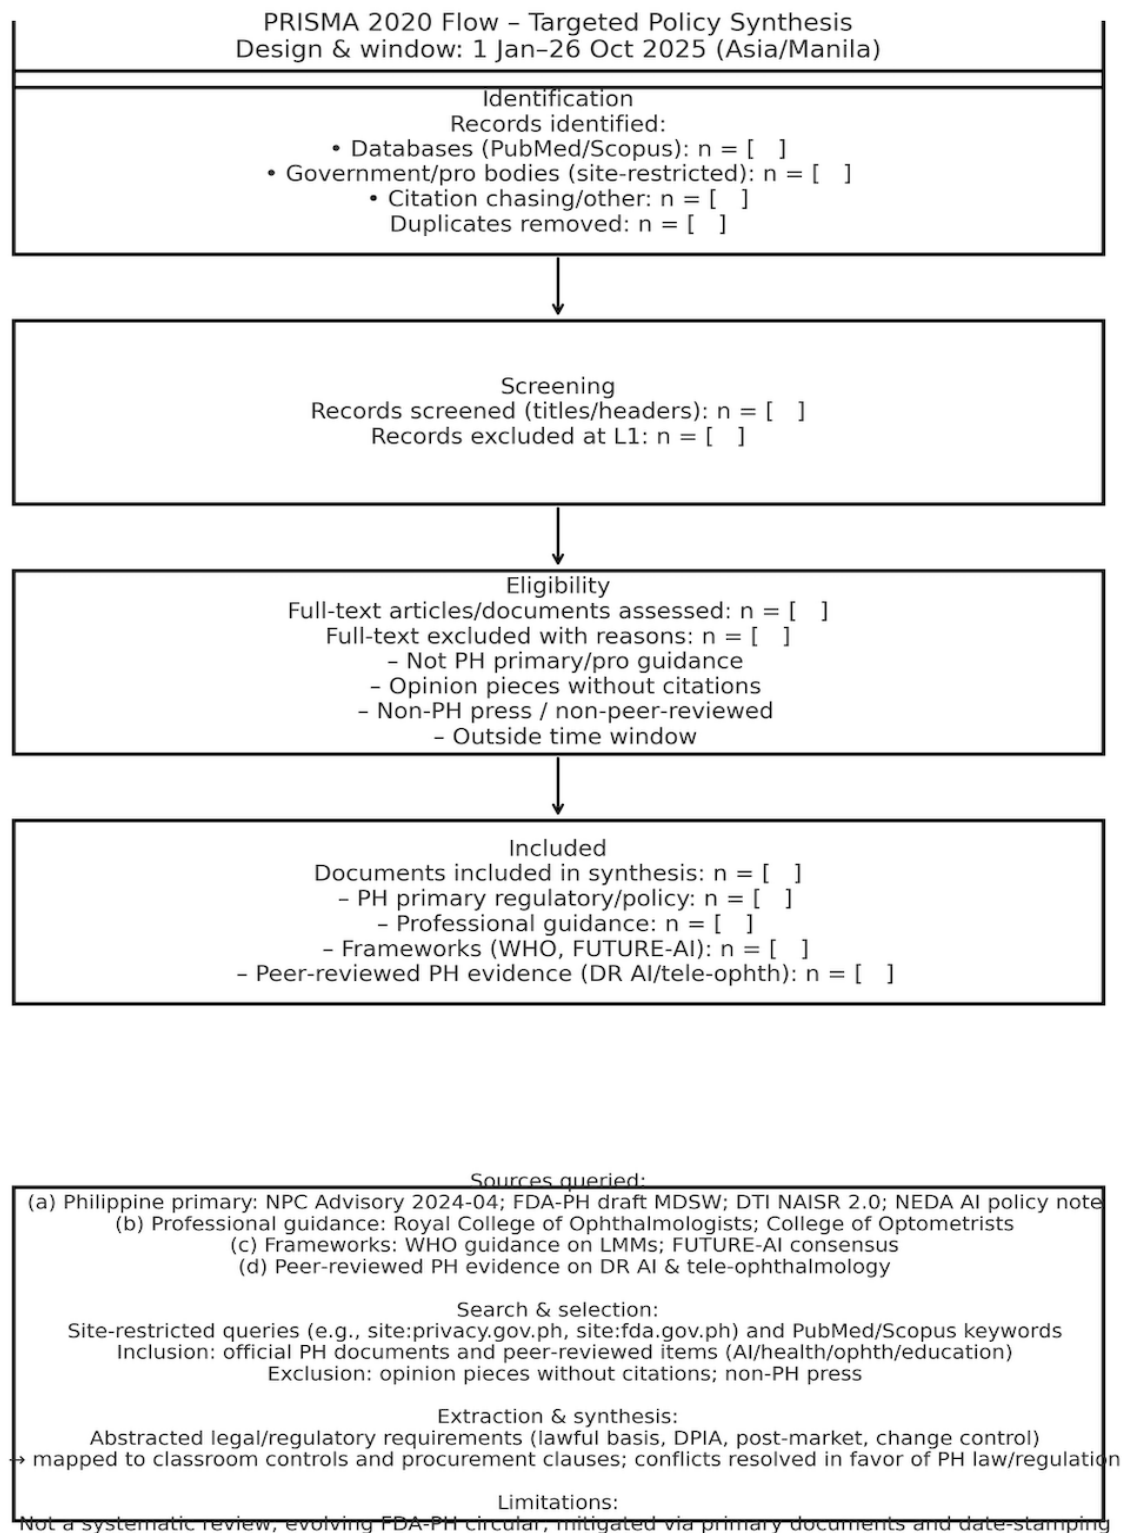 PRISMA 2020 Flow – Targeted Policy Synthesis
Design & window: 1 Jan–26 Oct 2025 (Asia/Manila)
Identification
Records identified:
• Databases (PubMed/Scopus): n = [   ]
• Government/pro bodies (site-restricted): n = [   ]
• Citation chasing/other: n = [   ]
Duplicates removed: n = [   ]
Screening
Records screened (titles/headers): n = [   ]
Records excluded at L1: n = [   ]
Eligibility
Full-text articles/documents assessed: n = [   ]
Full-text excluded with reasons: n = [   ]
– Not PH primary/pro guidance
– Opinion pieces without citations
– Non-PH press / non-peer-reviewed
– Outside time window
Included
Documents included in synthesis: n = [   ]
– PH primary regulatory/policy: n = [   ]
– Professional guidance: n = [   ]
– Frameworks (WHO, FUTURE-AI): n = [   ]
– Peer-reviewed PH evidence (DR AI/tele-ophth): n = [   ]
Sources queried:
(a) Philippine primary: NPC Advisory 2024-04; FDA-PH draft MDSW; DTI NAISR 2.0; NEDA AI policy note
(b) Professional guidance: Royal College of Ophthalmologists; College of Optometrists
(c) Frameworks: WHO guidance on LMMs; FUTURE-AI consensus
(d) Peer-reviewed PH evidence on DR AI & tele-ophthalmology
Search & selection:
Site-restricted queries (e.g., site:privacy.gov.ph, site:fda.gov.ph) and PubMed/Scopus keywords
Inclusion: official PH documents and peer-reviewed items (AI/health/ophth/education)
Exclusion: opinion pieces without citations; non-PH press
Extraction & synthesis:
Abstracted legal/regulatory requirements (lawful basis, DPIA, post-market, change control)
→ mapped to classroom controls and procurement clauses; conflicts resolved in favor of PH law/regulation
Limitations:
Not a systematic review; evolving FDA-PH circular; mitigated via primary documents and date-stamping